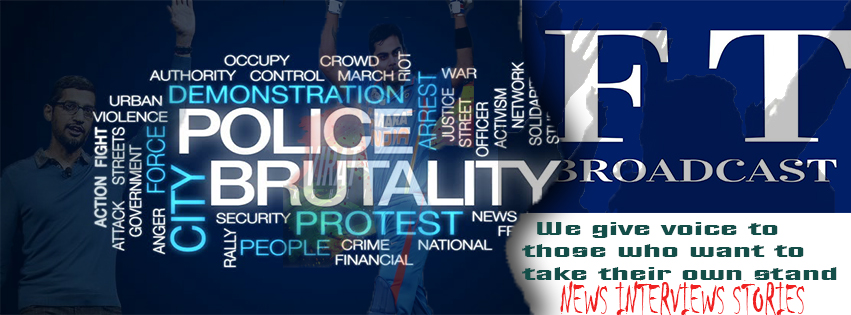 OCCUPY CROWD RIOT
AUTHORITY CONTROL MARCH
WAR
DEMONSTRATION
ARREST
JUSTICE
STREET
OFFICER
ACTIVISM
NETWORK
URBAN
VIOLENCE
POLICE
BRUTALITY
ACTION
FIGHT
ATTACK
STREETS
GOVERNMENT
ANGER
FORCE
CITY
SECURITY
PROTEST
NEWS
RALLY
PEOPLE
CRIME
NATIONAL
FINANCIAL
FT
BROADCAST
We give voice to
those who want to
take their own stand
NEWS INTERVIEWS STORIES